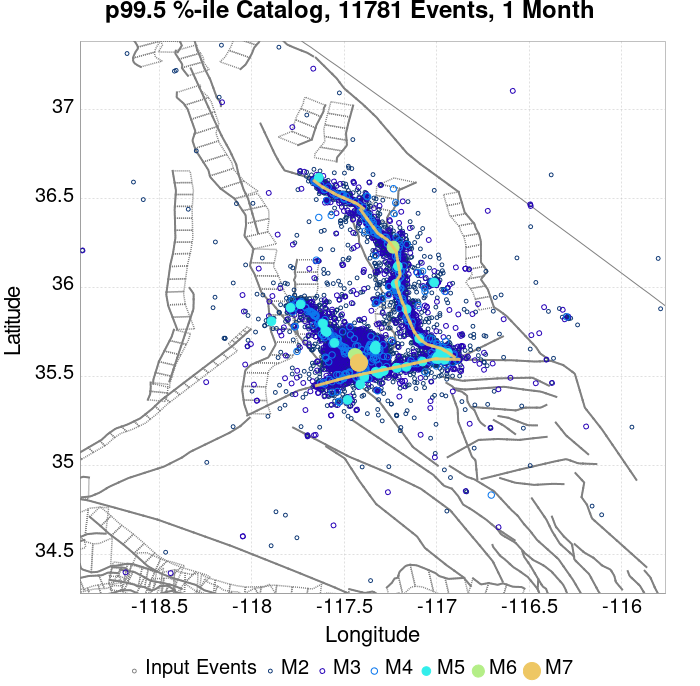 p99.5 %-ile Catalog, 11781 Events, 1 Month
37
36.5
36
35.5
35
34.5
Latitude
-118.5 -118 -117.5 -117 -116.5 -116
Longitude
Input Events M2 M3 M4 M5 M6 M7